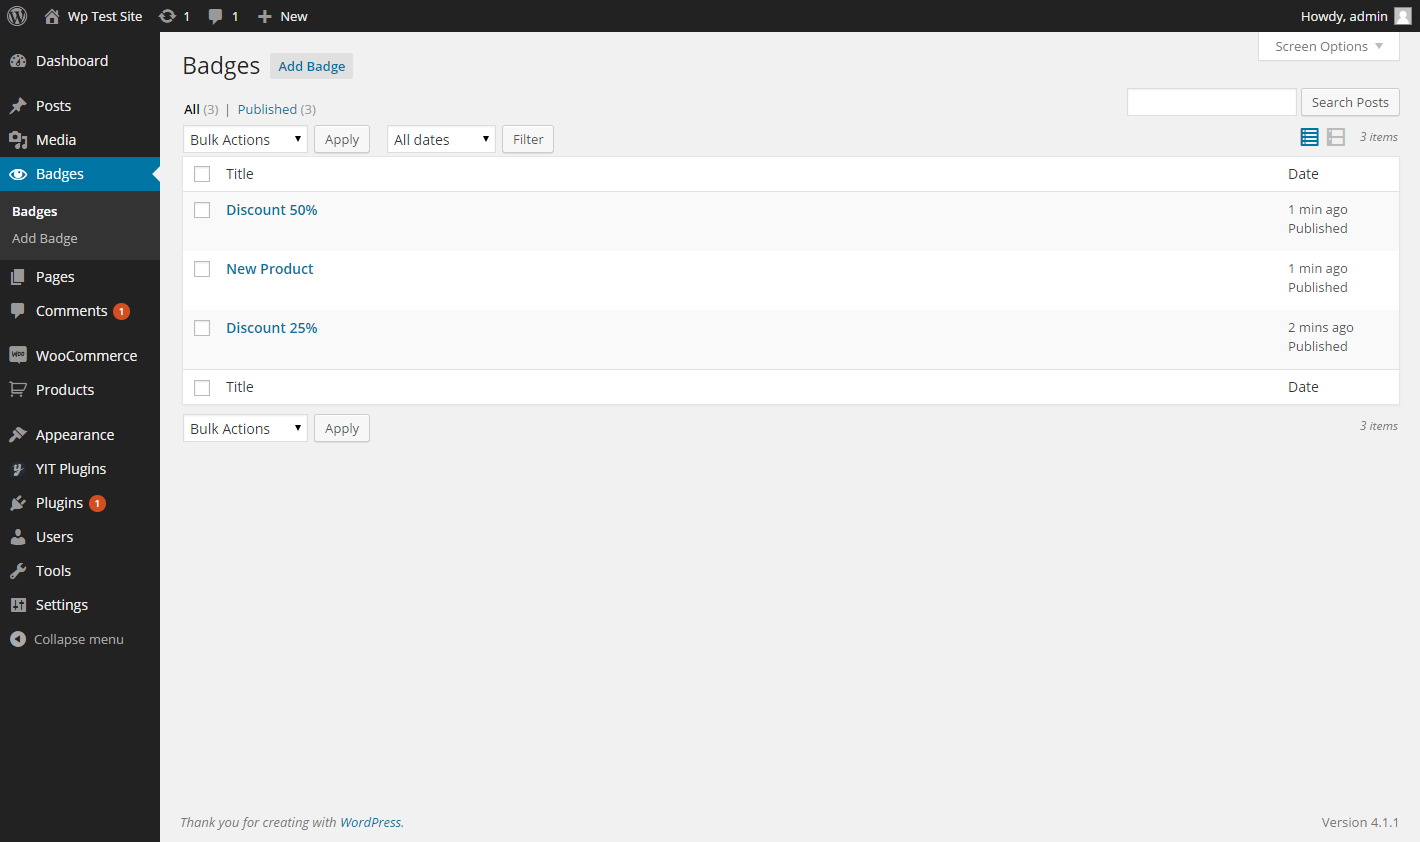 Wp Test Site 1 1 New Howdy, admin
Dashboard
Posts
Media
Badges
Badges
Add Badge
Pages
Comments 1
WooCommerce
Products
Appearance
YIT Plugins
Plugins 1
Users
Tools
Settings
Collapse menu
Screen Options
Badges Add Badge
All (3) | Published (3)
Search Posts
Bulk Actions Apply All dates Filter 3 items
Title Date
Discount 50% 1 min ago
Published
New Product 1 min ago
Published
Discount 25% 2 mins ago
Published
Title Date
Bulk Actions Apply 3 items
Thank you for creating with WordPress. Version 4.1.1